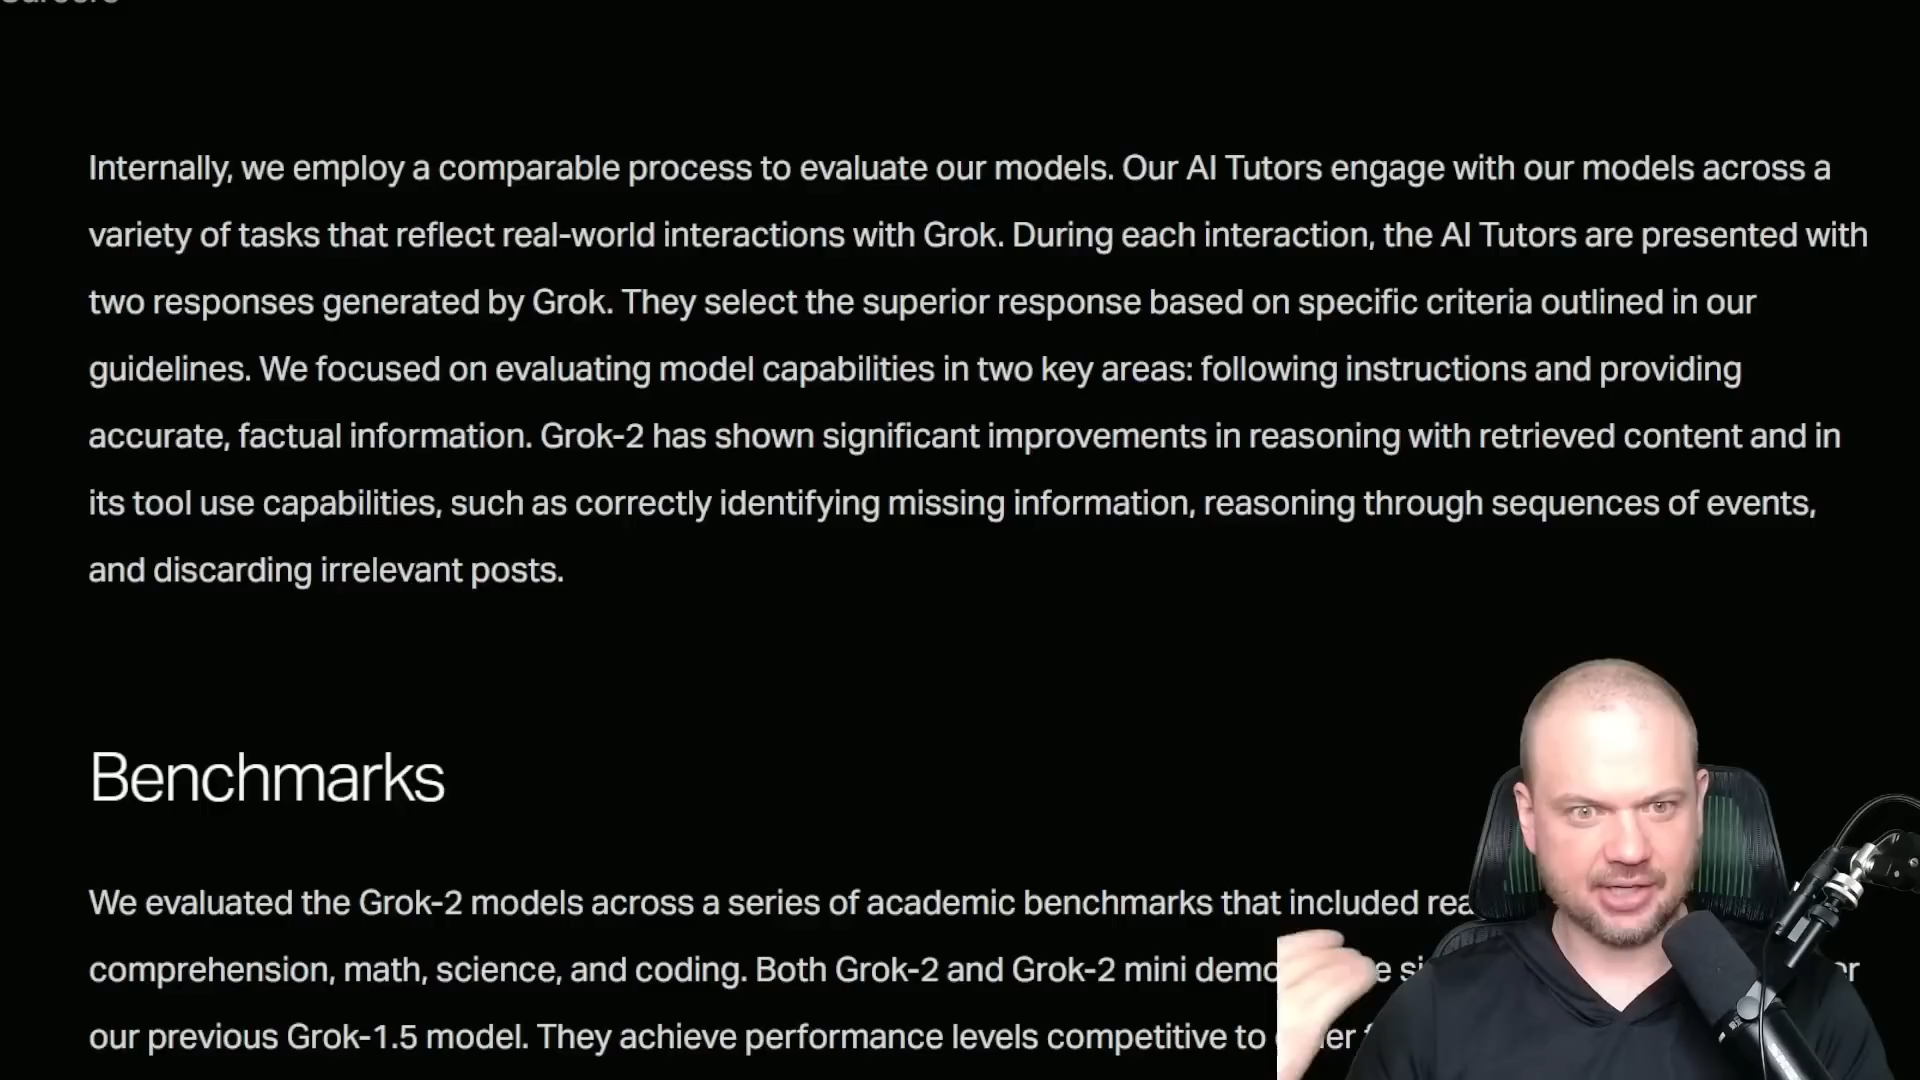 Internally, we employ a comparable process to evaluate our models. Our AI Tutors engage with our models across a
variety of tasks that reflect real-world interactions with Grok. During each interaction, the AI Tutors are presented with
two responses generated by Grok. They select the superior response based on specific criteria outlined in our
guidelines. We focused on evaluating model capabilities in two key areas: following instructions and providing
accurate, factual information. Grok-2 has shown significant improvements in reasoning with retrieved content and in
its tool use capabilities, such as correctly identifying missing information, reasoning through sequences of events,
and discarding irrelevant posts.
Benchmarks
We evaluated the Grok-2 models across a series of academic benchmarks that included
comprehension, math, science, and coding. Both Grok-2 and Grok-2 mini
our previous Grok-1.5 model. They achieve performance levels competitive to